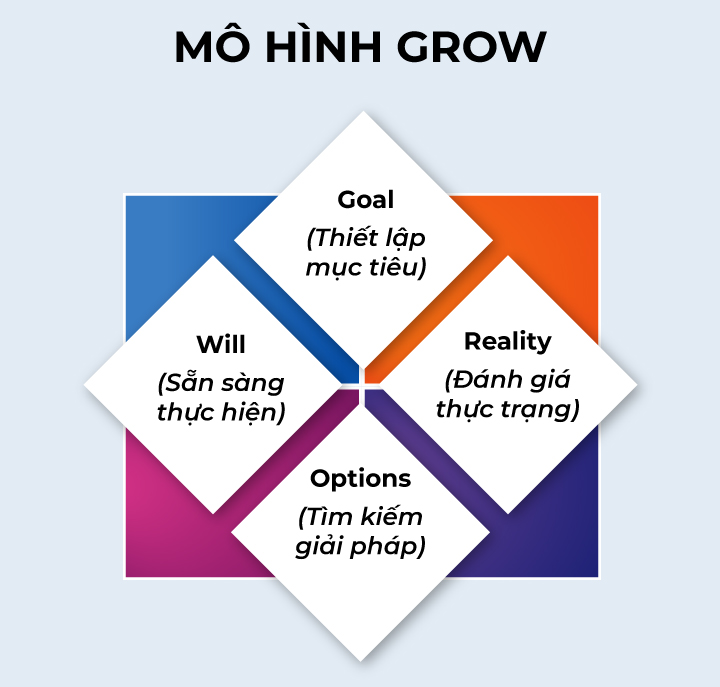 MÔ HÌNH GROW
Goal
(Thiết lập
mục tiêu)
Will
(Sẵn sàng
thực hiện)
Reality
(Đánh giá
thực trạng)
Options
(Tìm kiếm
giải pháp)